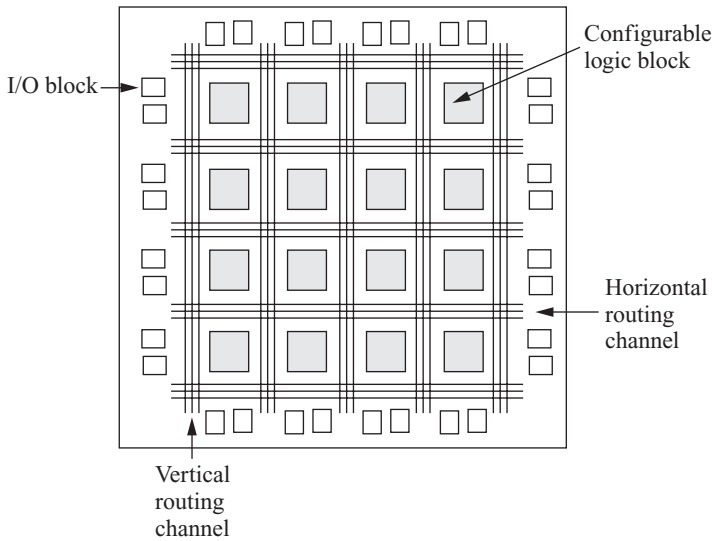 Configurable
logic block
I/O block
Horizontal
routing
channel
Vertical
routing
channel